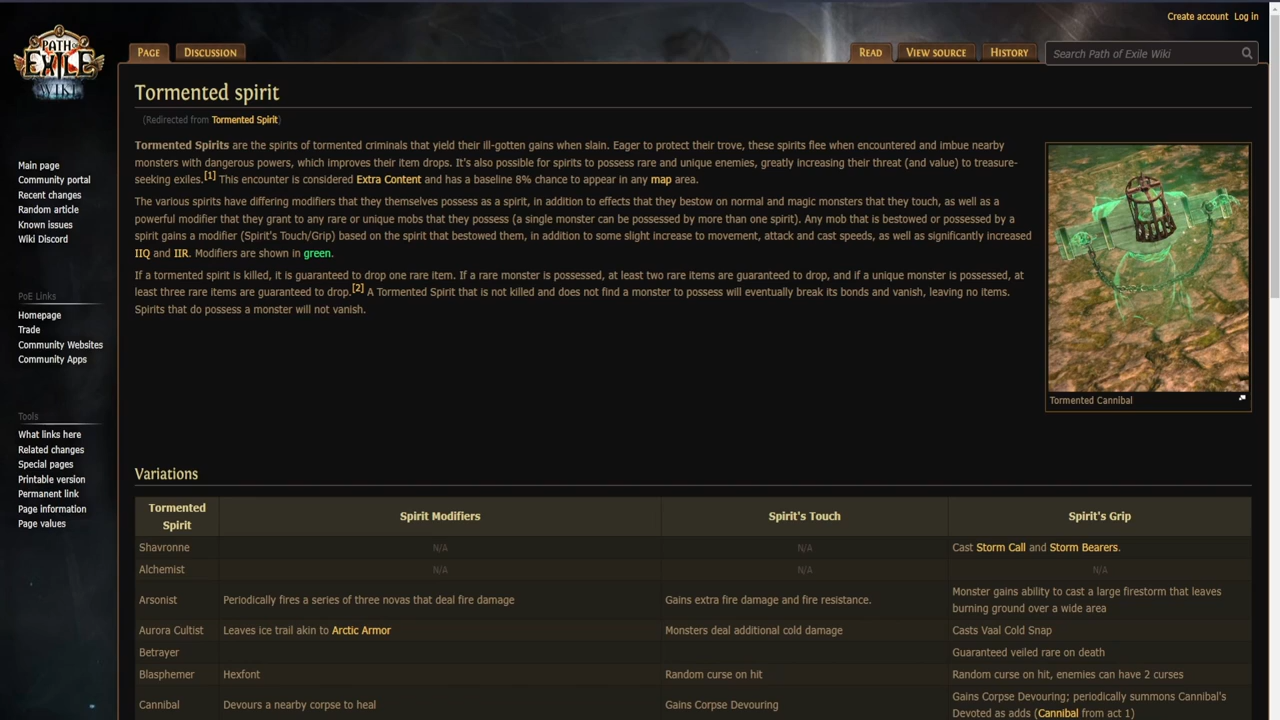 Create account Log in
PATH OF
EXILE
WIKI
PAGE DISCUSSION READ VIEW SOURCE HISTORY Search Path of Exile Wiki
Tormented spirit
(Redirected from Tormented Spirit)
Tormented Spirits are the spirits of tormented criminals that yield their ill-gotten gains when slain. Eager to protect their trove, these spirits flee when encountered and imbue nearby
monsters with dangerous powers, which improves their item drops. It's also possible for spirits to possess rare and unique enemies, greatly increasing their threat (and value) to treasure-
seeking exiles.[1] This encounter is considered Extra Content and has a baseline 8% chance to appear in any map area.
The various spirits have differing modifiers that they themselves possess as a spirit, in addition to effects that they bestow on normal and magic monsters that they touch, as well as a
powerful modifier that they grant to any rare or unique mobs that they possess (a single monster can be possessed by more than one spirit). Any mob that is bestowed or possessed by a
spirit gains a modifier (Spirit's Touch/Grip) based on the spirit that bestowed them, in addition to some slight increase to movement, attack and cast speeds, as well as significantly increased
IIQ and IIR. Modifiers are shown in green.
If a tormented spirit is killed, it is guaranteed to drop one rare item. If a rare monster is possessed, at least two rare items are guaranteed to drop, and if a unique monster is possessed, at
least three rare items are guaranteed to drop.[2] A Tormented Spirit that is not killed and does not find a monster to possess will eventually break its bonds and vanish, leaving no items.
Spirits that do possess a monster will not vanish.
Tormented Cannibal
Main page
Community portal
Recent changes
Random article
Known issues
Wiki Discord
PoE Links
Homepage
Trade
Community Websites
Community Apps
Tools
What links here
Related changes
Special pages
Printable version
Permanent link
Page information
Page values
Variations
Tormented
Spirit
Spirit Modifiers
Spirit's Touch
Spirit's Grip
Shavronne N/A N/A Cast Storm Call and Storm Bearers.
Alchemist N/A N/A N/A
Arsonist Periodically fires a series of three novas that deal fire damage Gains extra fire damage and fire resistance. Monster gains ability to cast a large firestorm that leaves
burning ground over a wide area
Aurora Cultist Leaves ice trail akin to Arctic Armor Monsters deal additional cold damage Casts Vaal Cold Snap
Betrayer Guaranteed veiled rare on death
Blasphemer Hexfont Random curse on hit Random curse on hit, enemies can have 2 curses
Cannibal Devours a nearby corpse to heal Gains Corpse Devouring Gains Corpse Devouring; periodically summons Cannibal's
Devoted as adds (Cannibal from act 1)